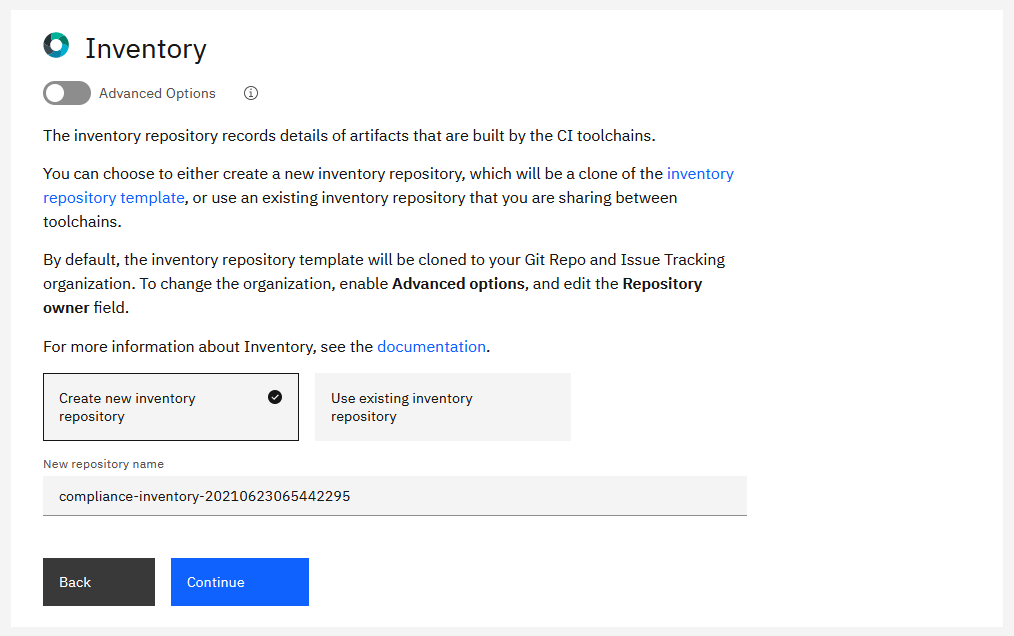 Inventory
Advanced Options
The inventory repository records details of artifacts that are built by the CI toolchains.
You can choose to either create a new inventory repository, which will be a clone of the inventory
repository template, or use an existing inventory repository that you are sharing between
toolchains.
By default, the inventory repository template will be cloned to your Git Repo and Issue Tracking
organization. To change the organization, enable Advanced options, and edit the Repository
owner field.
For more information about Inventory, see the documentation.
Create new inventory
repository
Use existing inventory
repository
New repository name
compliance-inventory-20210623065442295
Back
Continue